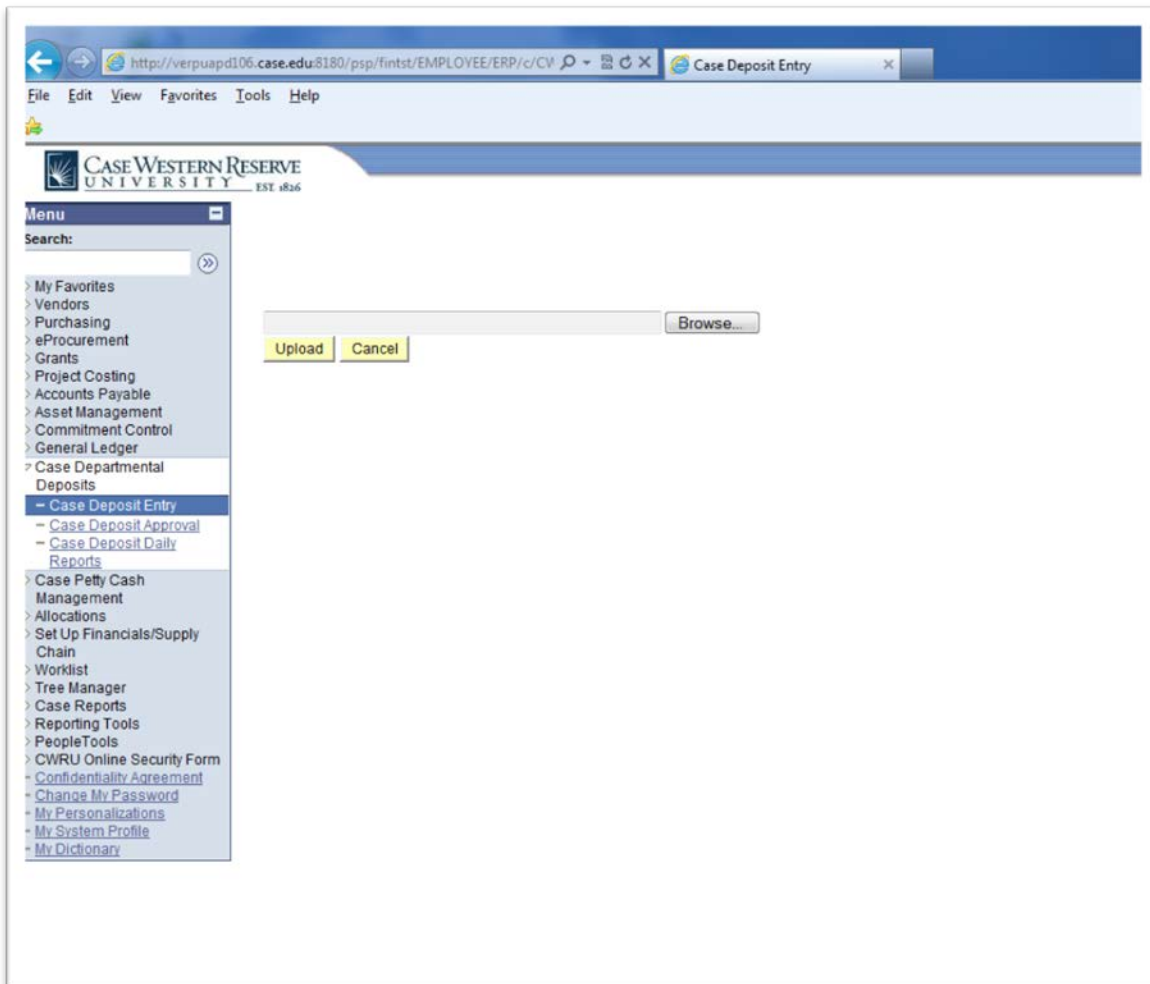 http://verpuapd106.case.edu:8180/psp/fintst/EMPLOYEE/ERP/c/CV
Case Deposit Entry
File Edit View Favorites Tools Help
CASE WESTERN RESERVE
UNIVERSITY EST. 1826
Menu
Search:
My Favorites
Vendors
Purchasing
Browse...
eProcurement
Upload Cancel
Grants
Project Costing
Accounts Payable
Asset Management
Commitment Control
General Ledger
Case Departmental
Deposits
Case Deposit Entry
Case Deposit Approval
Case Deposit Daily
Reports
Case Petty Cash
Management
Allocations
Set Up Financials/Supply
Chain
Worklist
Tree Manager
Case Reports
Reporting Tools
PeopleTools
CWRU Online Security Form
Confidentiality Agreement
Change My Password
My Personalizations
My System Profile
My Dictionary